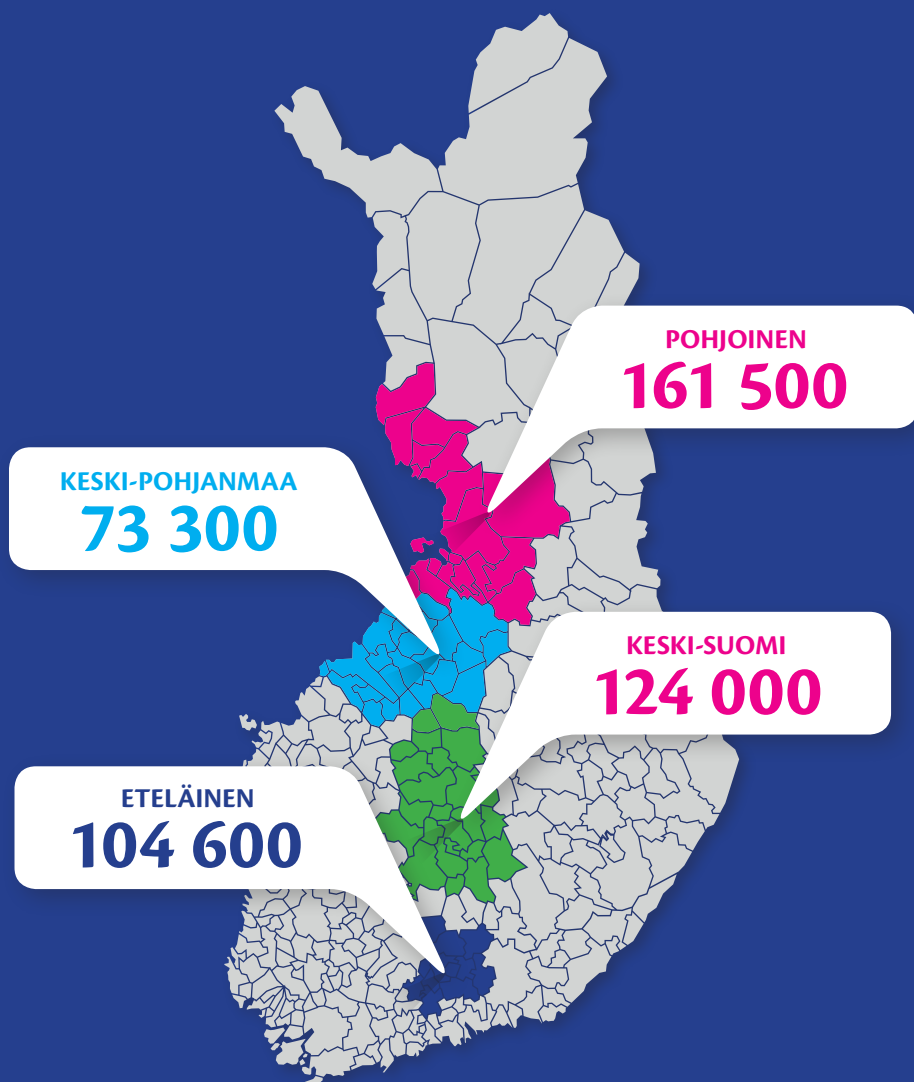 POHJOINEN
161 500
KESKI-POHJANMAA
73 300
KESKI-SUOMI
124 000
ETELÄINEN
104 600